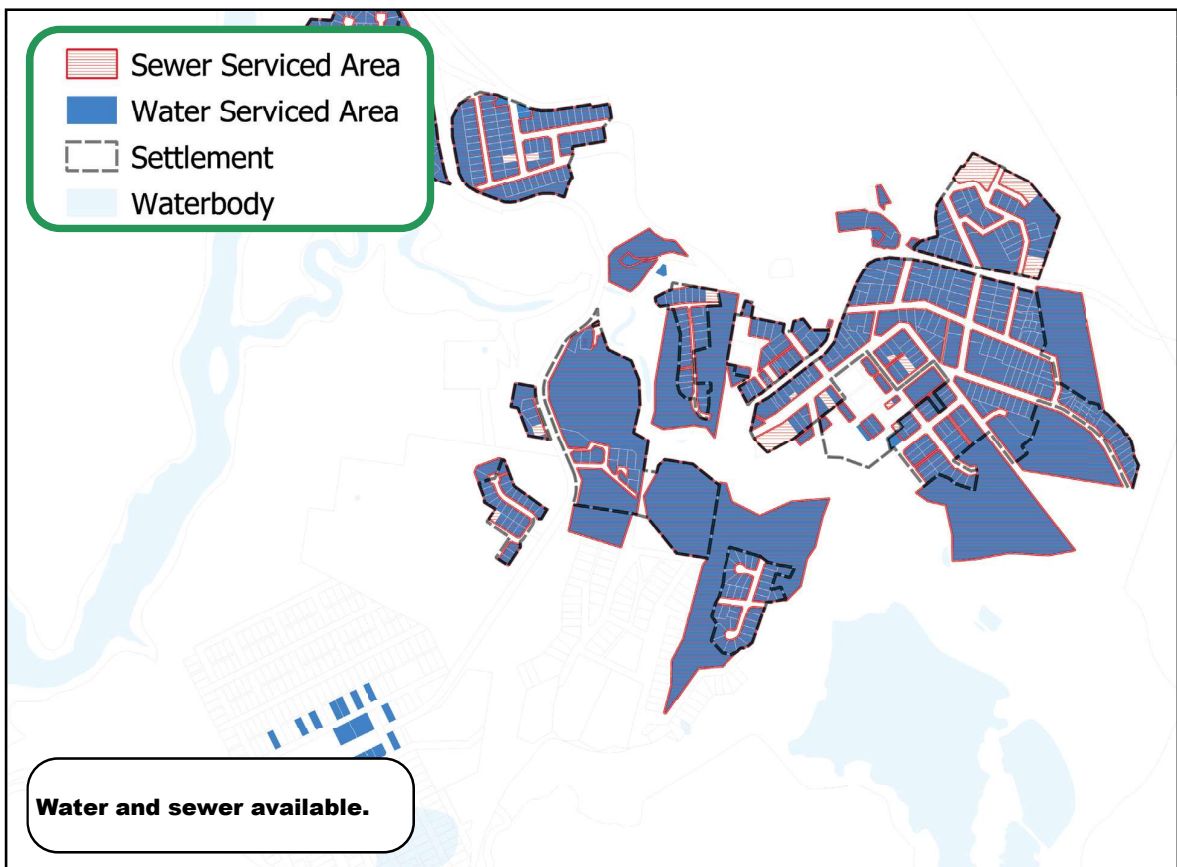 Sewer Serviced Area
Water Serviced Area
Settlement
Waterbody
Water and sewer available.